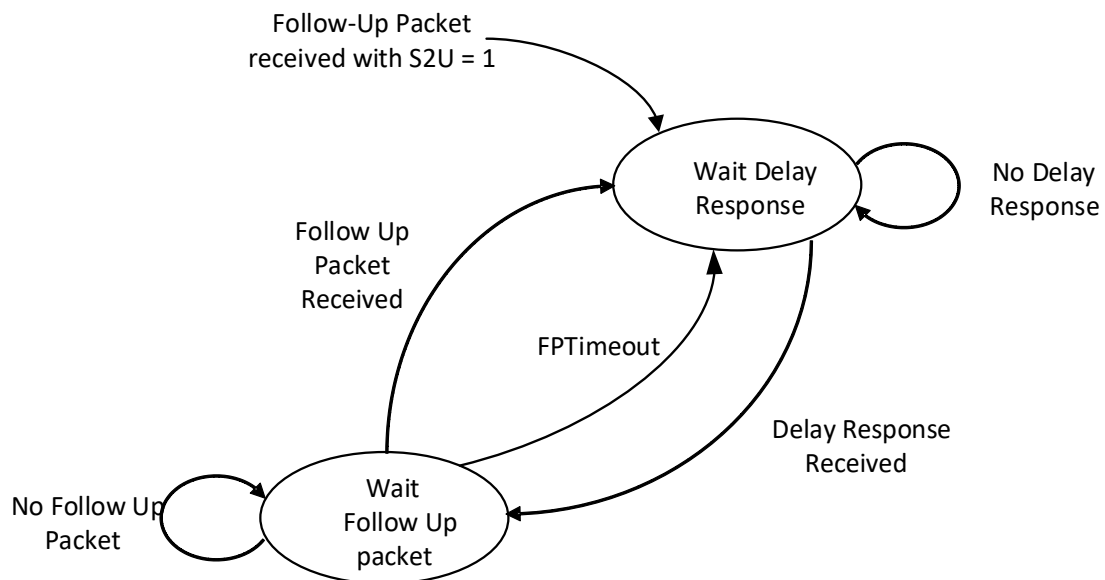 Follow-Up Packet
received with S2U = 1
Wait Delay
Response
No Delay
Response
Follow Up
Packet
Received
FPTimeout
Delay Response
Received
No Follow Up
Packet
Wait
Follow Up
packet